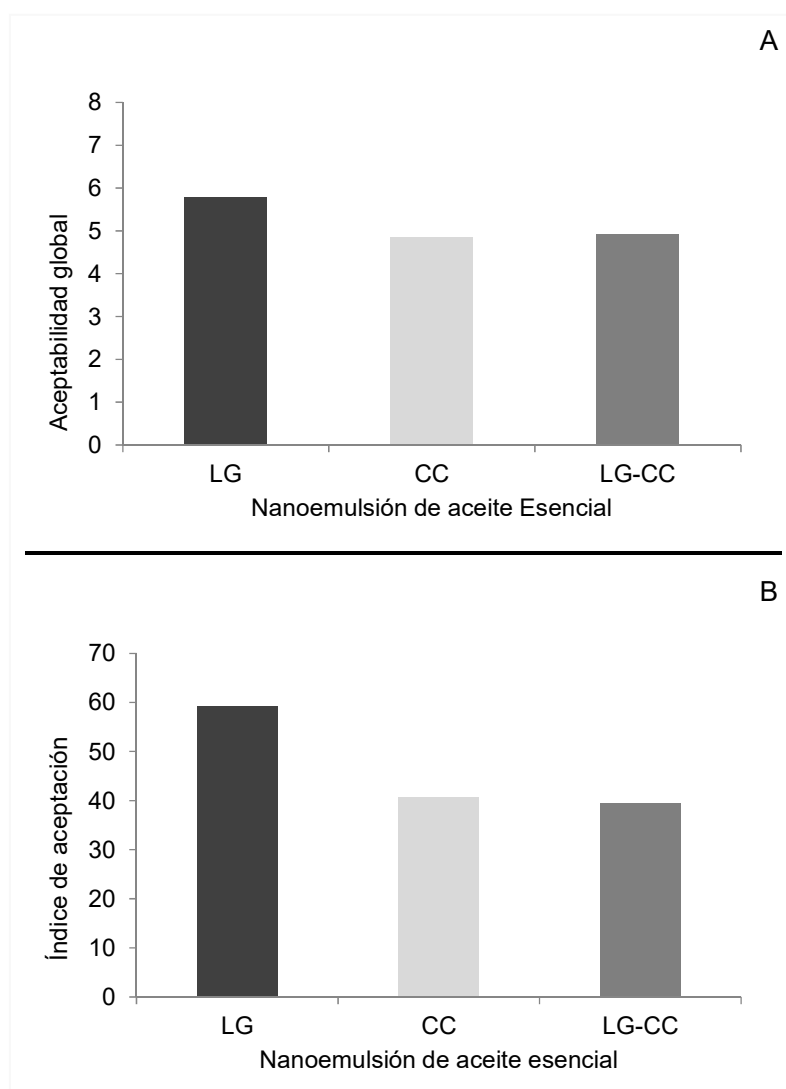 A
8
7
6
5
4
3
2
1
0
Aceptabilidad global
LG CC LG-CC
Nanoemulsión de aceite Esencial
B
70
60
50
40
30
20
10
0
Índice de aceptación
LG CC LG-CC
Nanoemulsión de aceite esencial